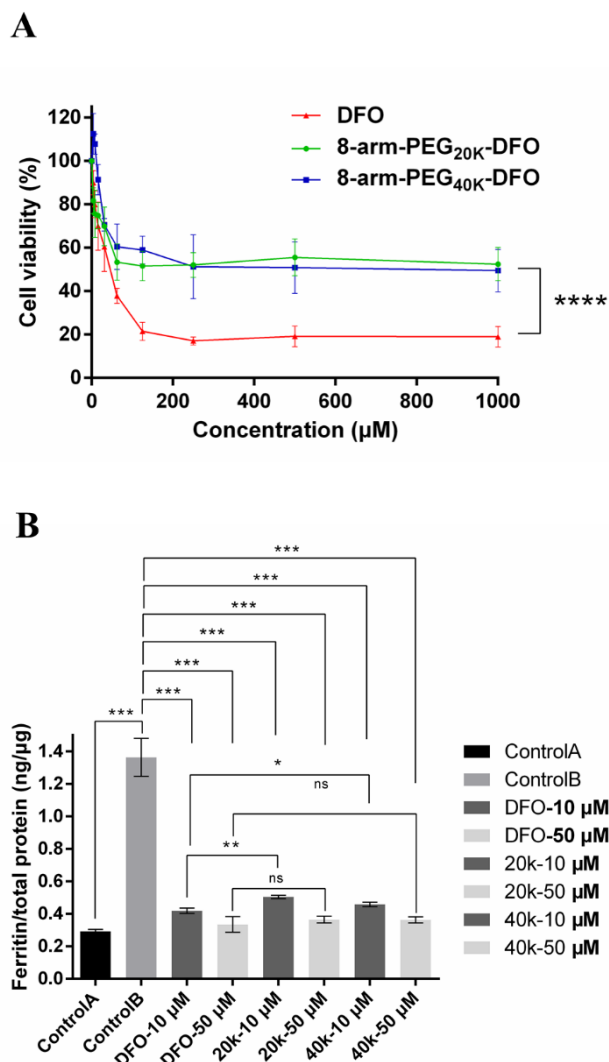 A
DFO
8-arm-PEG20K-DFO
8-arm-PEG40K-DFO
Cell viability (%)
120
100
80
60
40
20
0
****
0 200 400 600 800 1000
Concentration (µM)
B
***
***
***
***
***
***
***
*
ns
**
ns
Ferritin/total protein (ng/µg)
1.4
1.2
1.0
0.8
0.6
0.4
0.2
0.0
ControlA
ControlB
DFO-10 µM
DFO-50 µM
20k-10 µM
20k-50 µM
40k-10 µM
40k-50 µM
ControlA
ControlB
DFO-10 µM
DFO-50 µM
20k-10 µM
20k-50 µM
40k-10 µM
40k-50 µM